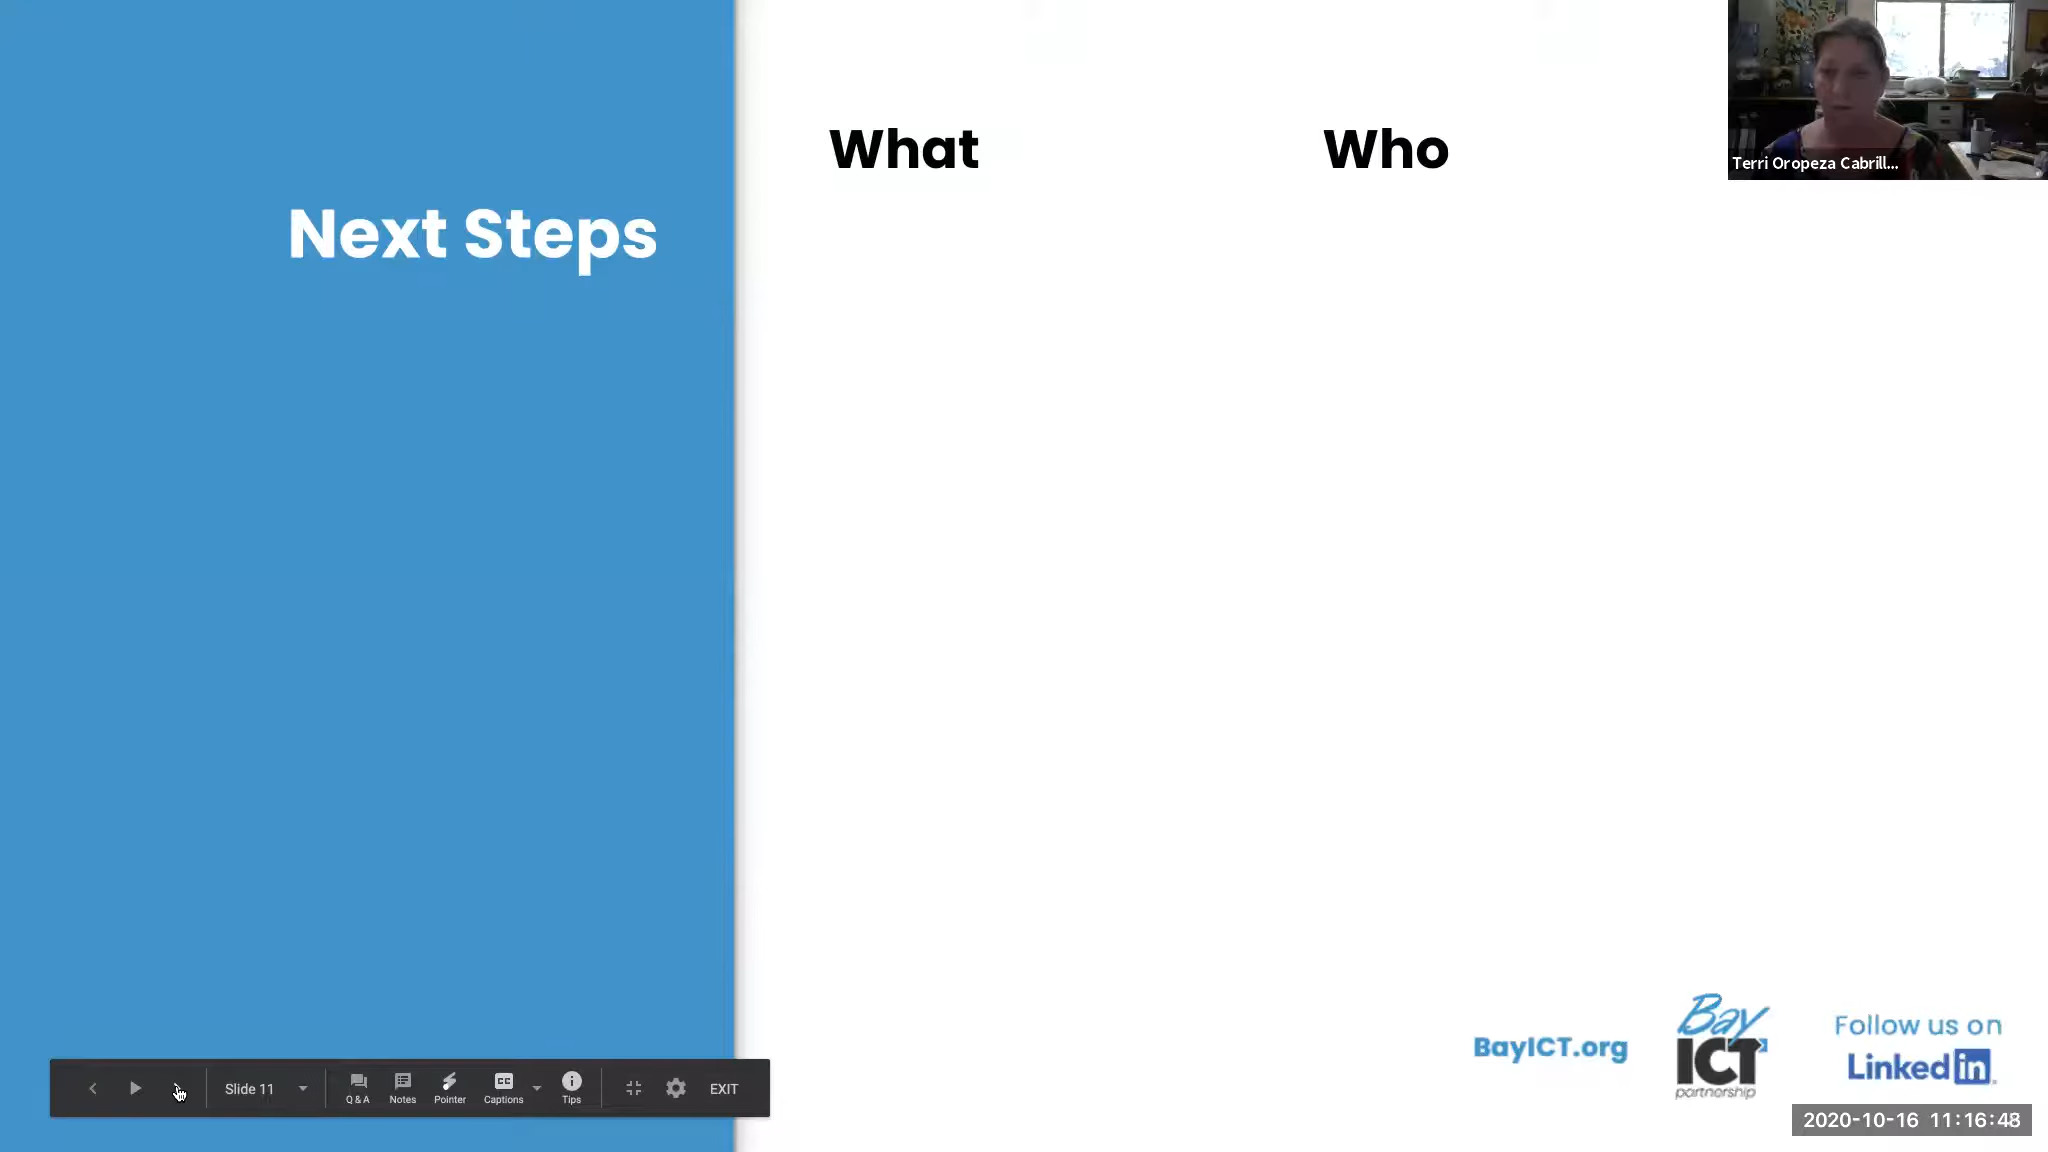 What
Who
Terri Oropeza Cabrill...
Next Steps
BayICT.org
Bay
ICT
partnership
Follow us on
Linked in
Slide 11
Q & A
Notes
Pointer
CC
Captions
Tips
EXIT
2020-10-16 11:16:48